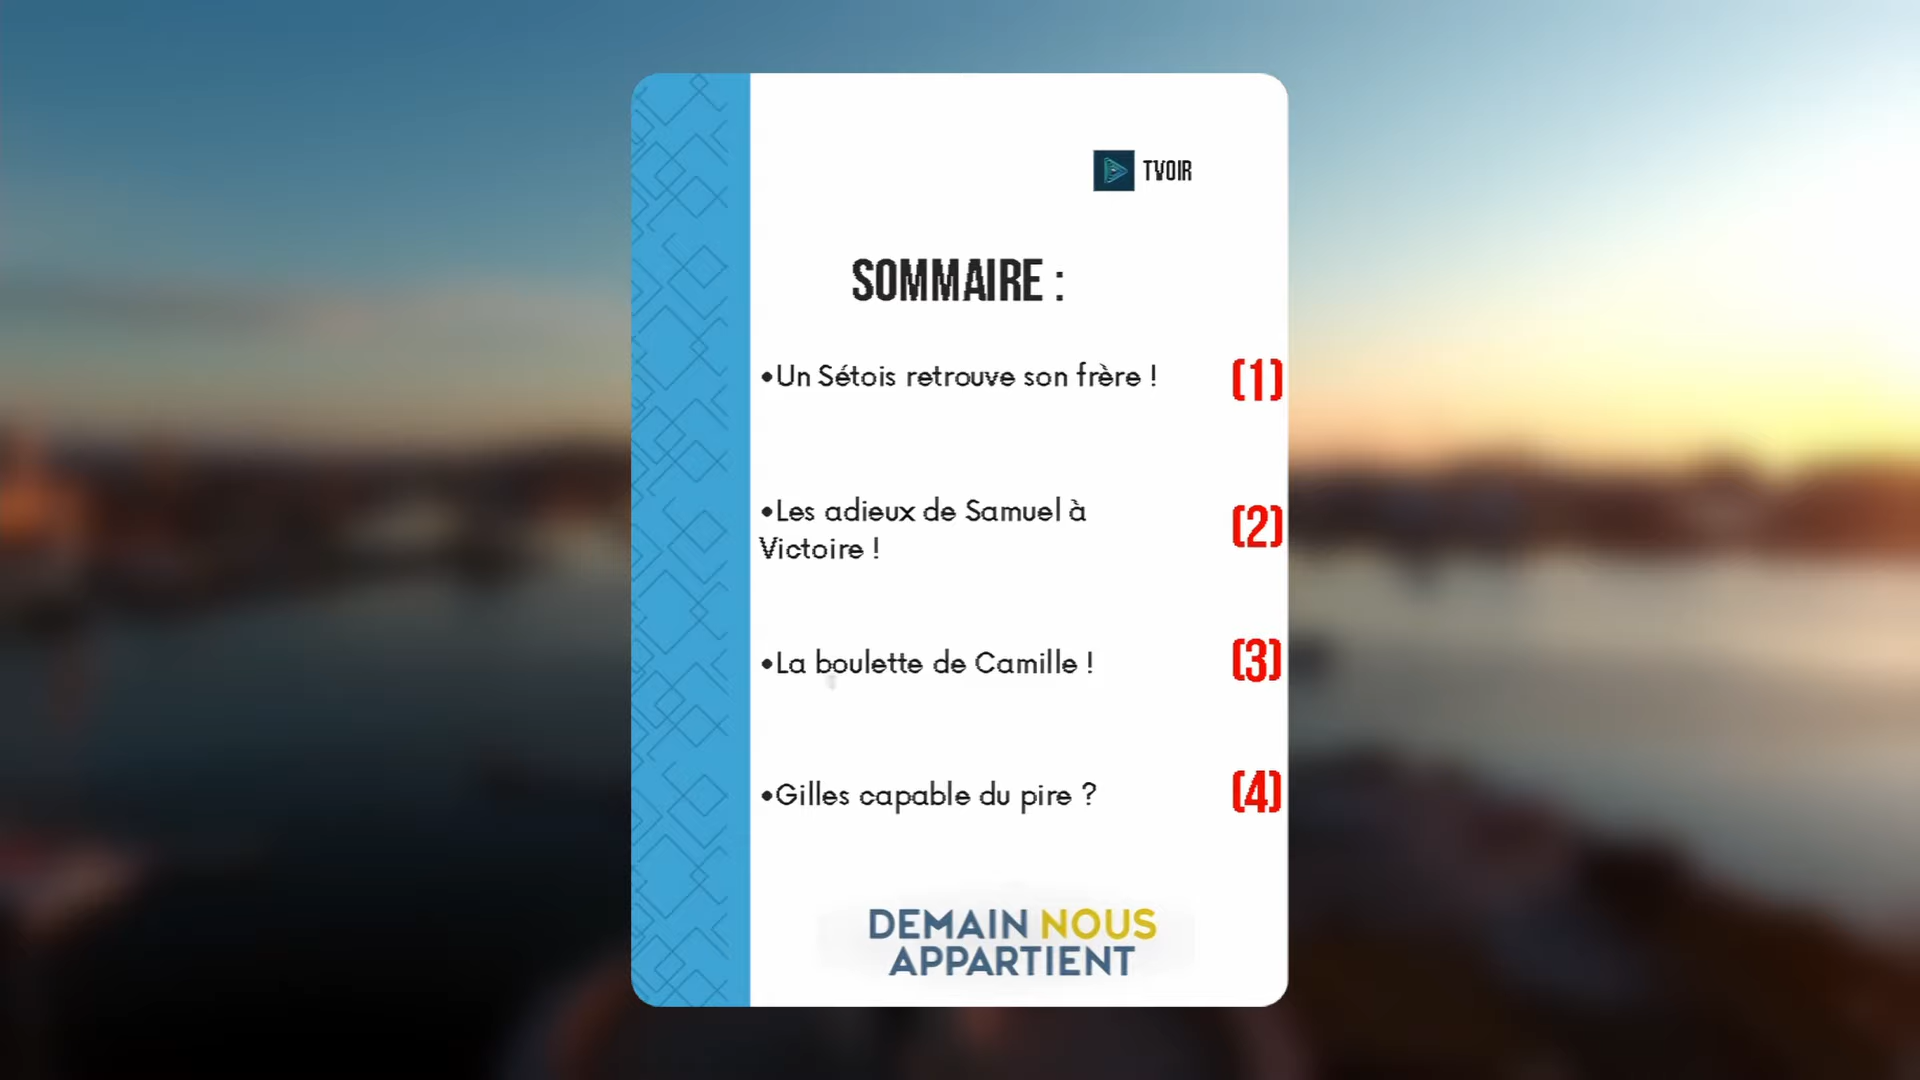 TVOIR
SOMMAIRE :
•Un Sétois retrouve son frère !
(1)
•Les adieux de Samuel à
Victoire !
(2)
•La boulette de Camille !
(3)
•Gilles capable du pire ?
(4)
DEMAIN NOUS
APPARTIENT